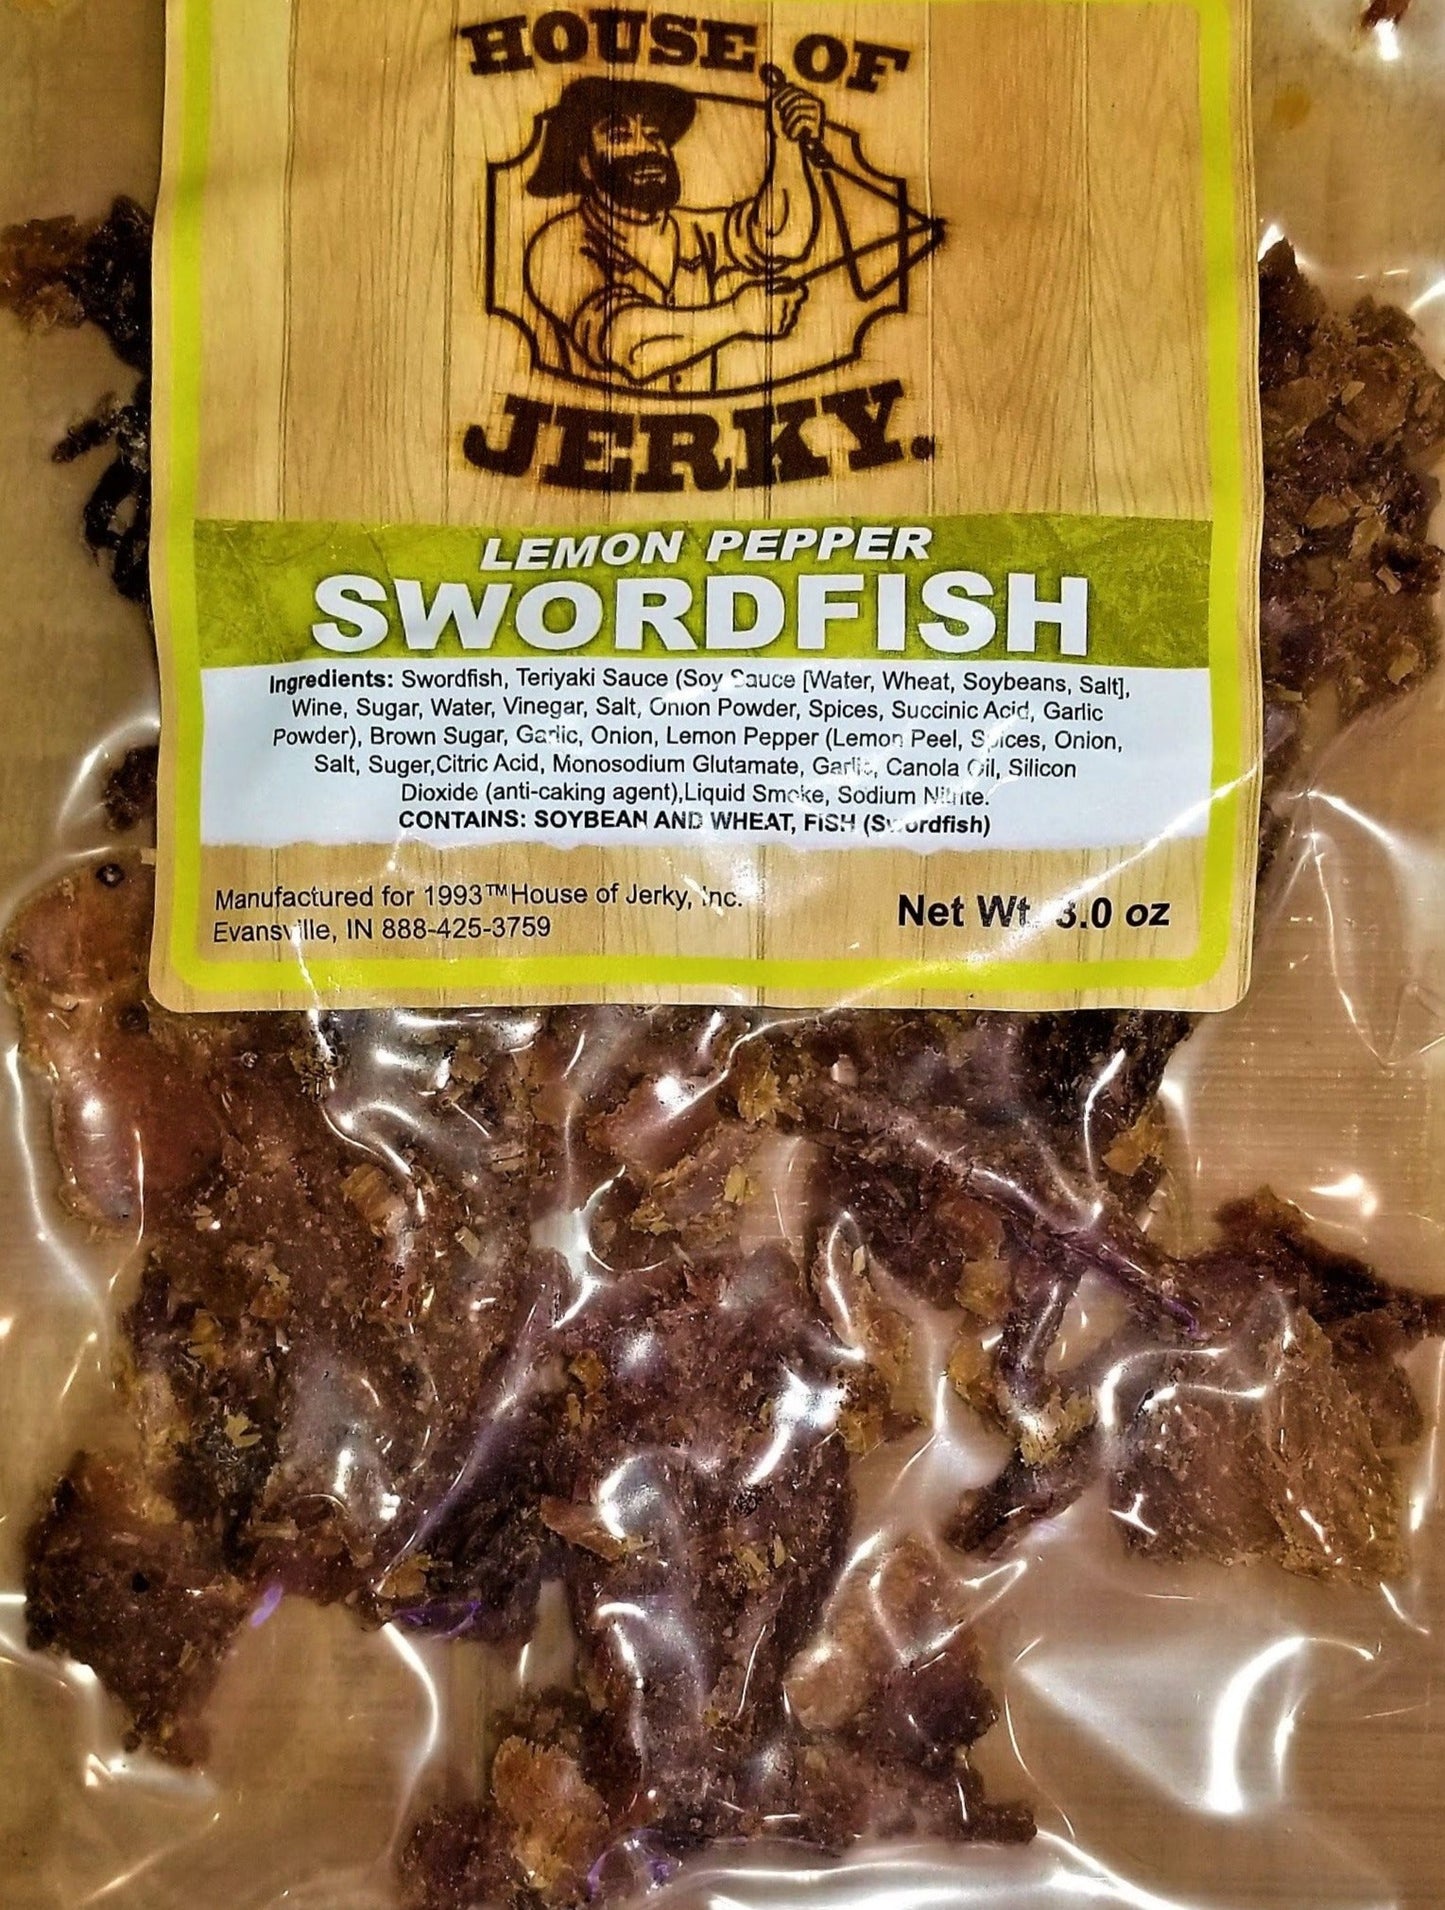 HOUSE OF
JERKY.
LEMON PEPPER
SWORDFISH
Ingredients: Swordfish, Teriyaki Sauce (Soy Sauce [Water, Wheat, Soybeans, Salt],
Wine, Sugar, Water, Vinegar, Salt, Onion Powder, Spices, Succinic Acid, Garlic
Powder), Brown Sugar, Garlic, Onion, Lemon Pepper (Lemon Peel, Spices, Onion,
Salt, Suger,Citric Acid, Monosodium Glutamate, Garlic, Canola Oil, Silicon
Dioxide (anti-caking agent),Liquid Smoke, Sodium Nitrite.
CONTAINS: SOYBEAN AND WHEAT, FISH (Swordfish)
Manufactured for 1993™House of Jerky, Inc.
Evansville, IN 888-425-3759
Net Wt. 3.0 oz